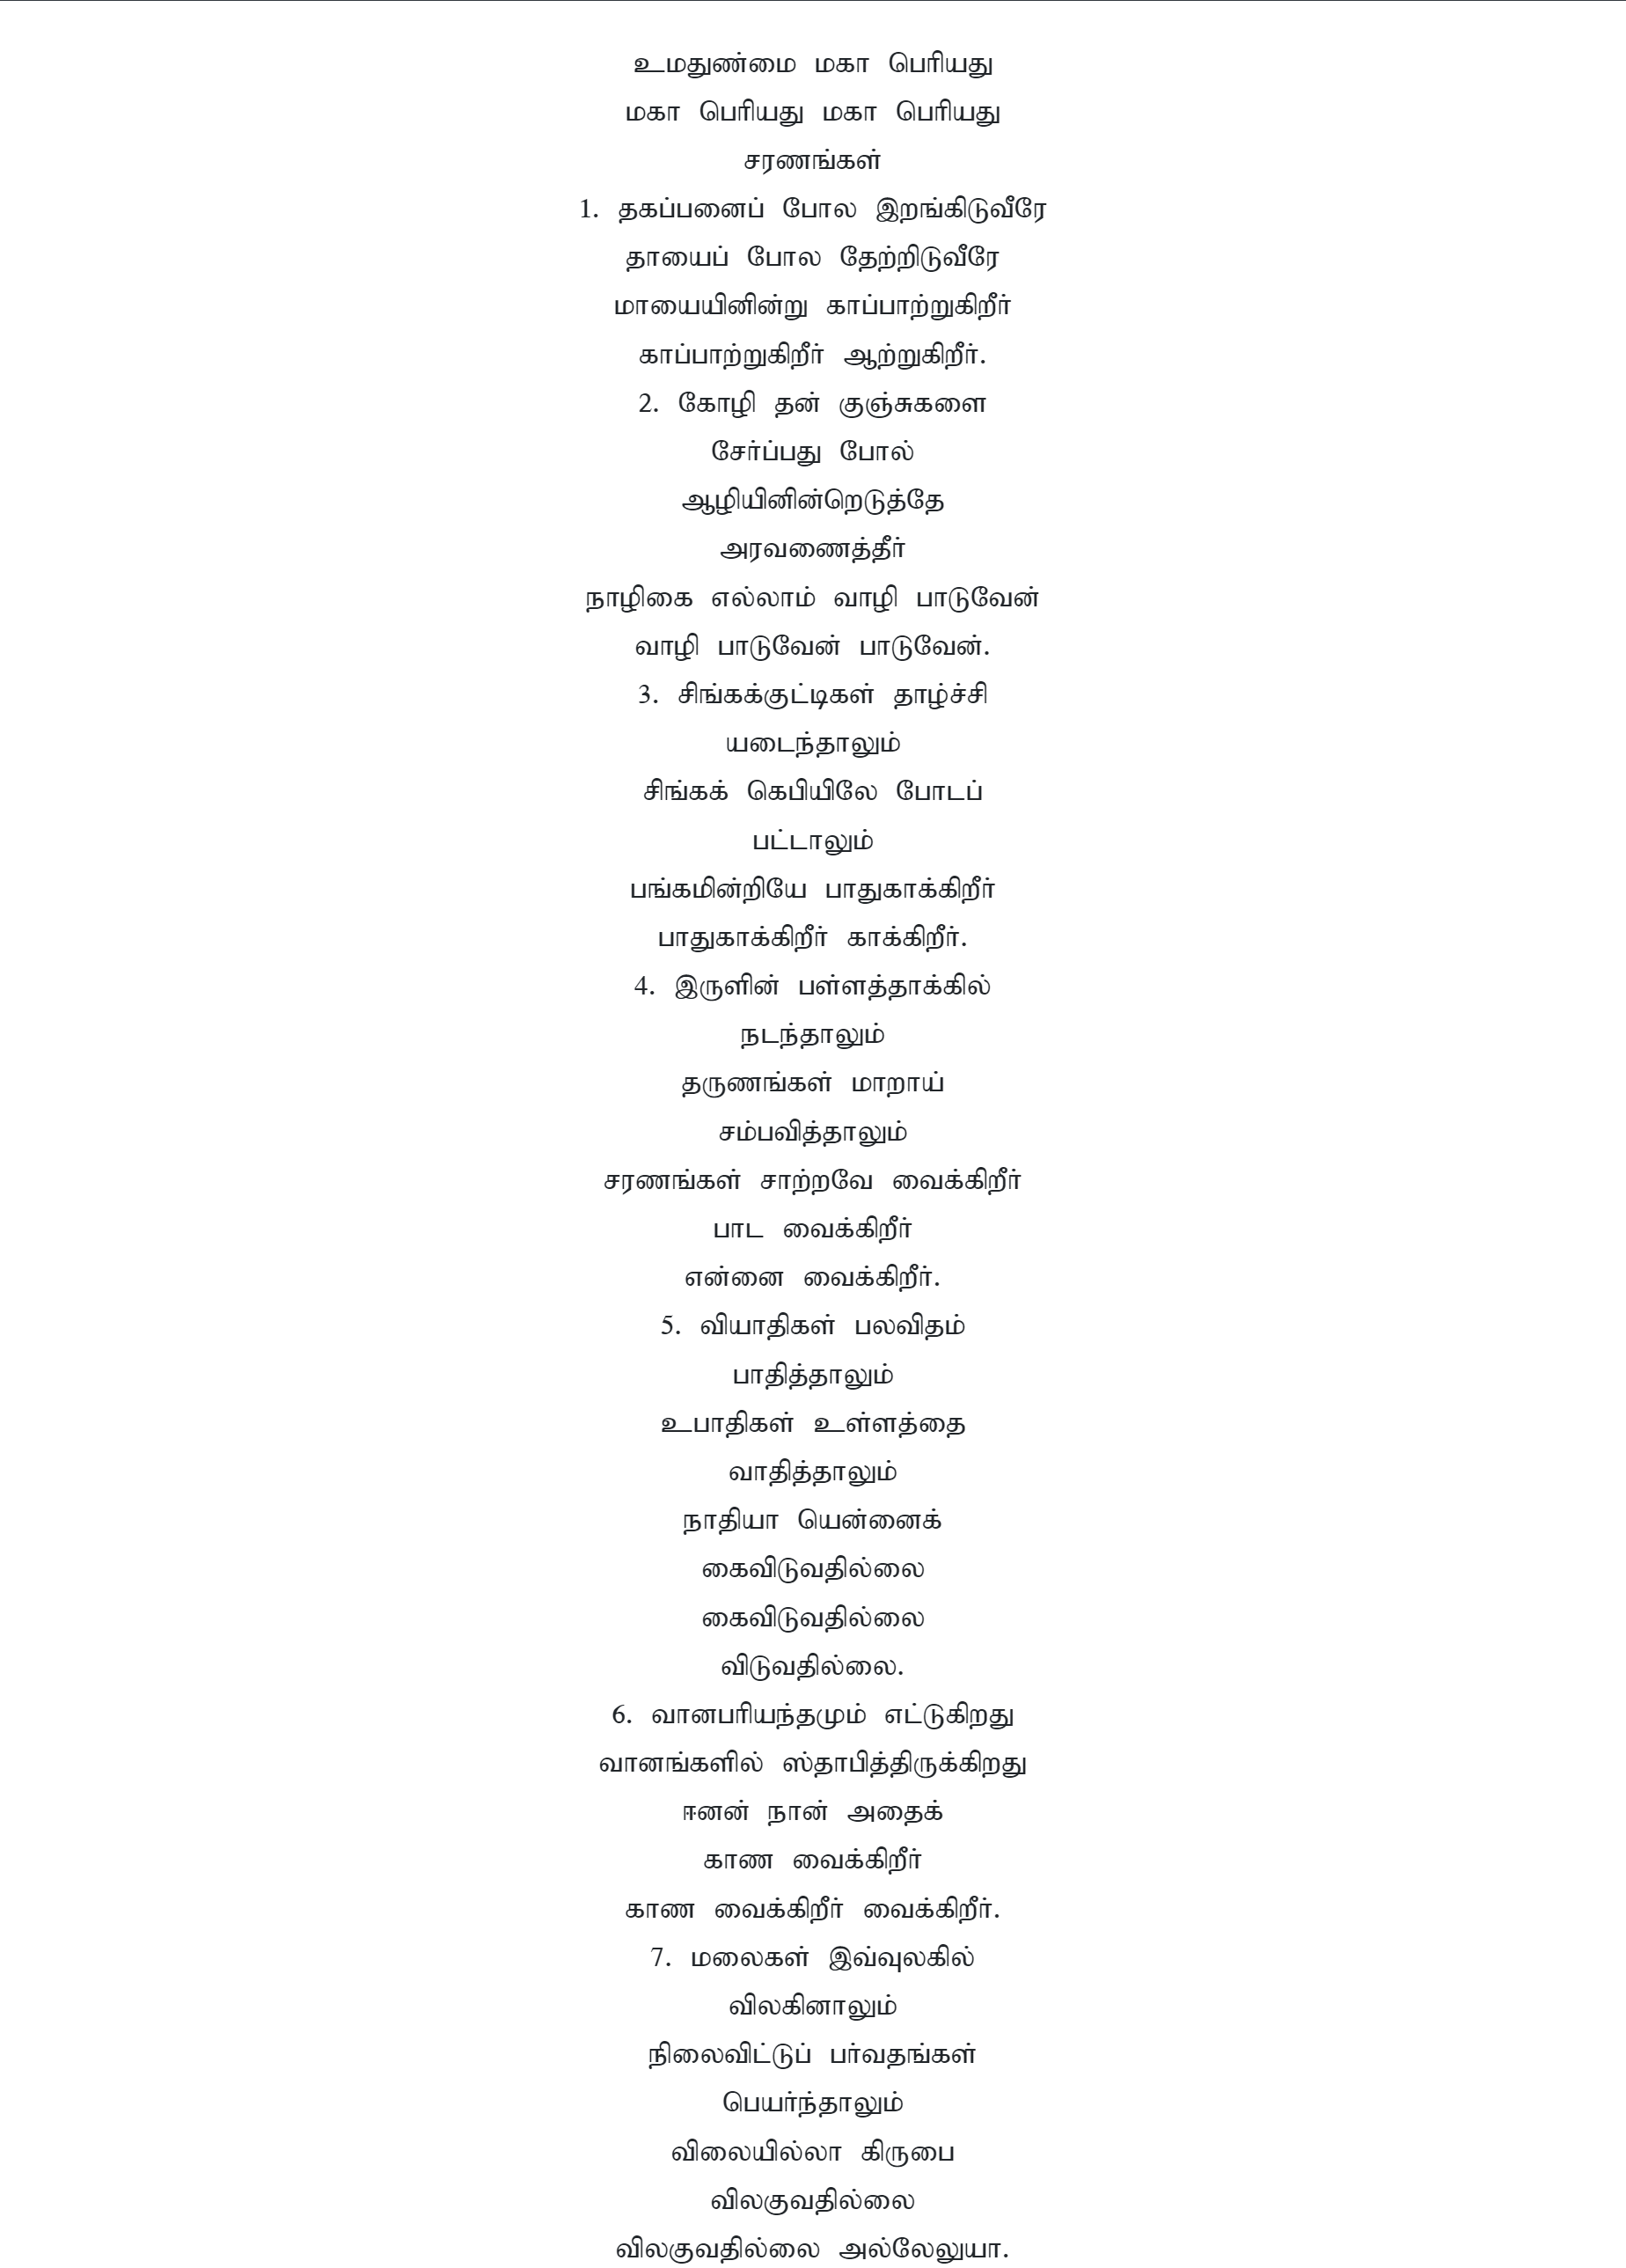 உமதுண்மை மகா பெரியது
மகா பெரியது மகா பெரியது
சரணங்கள்
1. தகப்பனைப் போல இறங்கிடுவீரே
தாயைப் போல தேற்றிடுவீரே
மாயையினின்று காப்பாற்றுகிறீர்
காப்பாற்றுகிறீர் ஆற்றுகிறீர்.
2. கோழி தன் குஞ்சுகளை
சேர்ப்பது போல்
ஆழியினின்றெடுத்தே
அரவணைத்தீர்
நாழிகை எல்லாம் வாழி பாடுவேன்
வாழி பாடுவேன் பாடுவேன்.
3. சிங்கக்குட்டிகள் தாழ்ச்சி
யடைந்தாலும்
சிங்கக் கெபியிலே போடப்
பட்டாலும்
பங்கமின்றியே பாதுகாக்கிறீர்
பாதுகாக்கிறீர் காக்கிறீர்.
4. இருளின் பள்ளத்தாக்கில்
நடந்தாலும்
தருணங்கள் மாறாய்
சம்பவித்தாலும்
சரணங்கள் சாற்றவே வைக்கிறீர்
பாட வைக்கிறீர்
என்னை வைக்கிறீர்.
5. வியாதிகள் பலவிதம்
பாதித்தாலும்
உபாதிகள் உள்ளத்தை
வாதித்தாலும்
நாதியா யென்னைக்
கைவிடுவதில்லை
கைவிடுவதில்லை
விடுவதில்லை.
6. வானபரியந்தமும் எட்டுகிறது
வானங்களில் ஸ்தாபித்திருக்கிறது
ஈனன் நான் அதைக்
காண வைக்கிறீர்
காண வைக்கிறீர் வைக்கிறீர்.
7. மலைகள் இவ்வுலகில்
விலகினாலும்
நிலைவிட்டுப் பர்வதங்கள்
பெயர்ந்தாலும்
விலையில்லா கிருபை
விலகுவதில்லை
விலகுவதில்லை அல்லேலுயா.